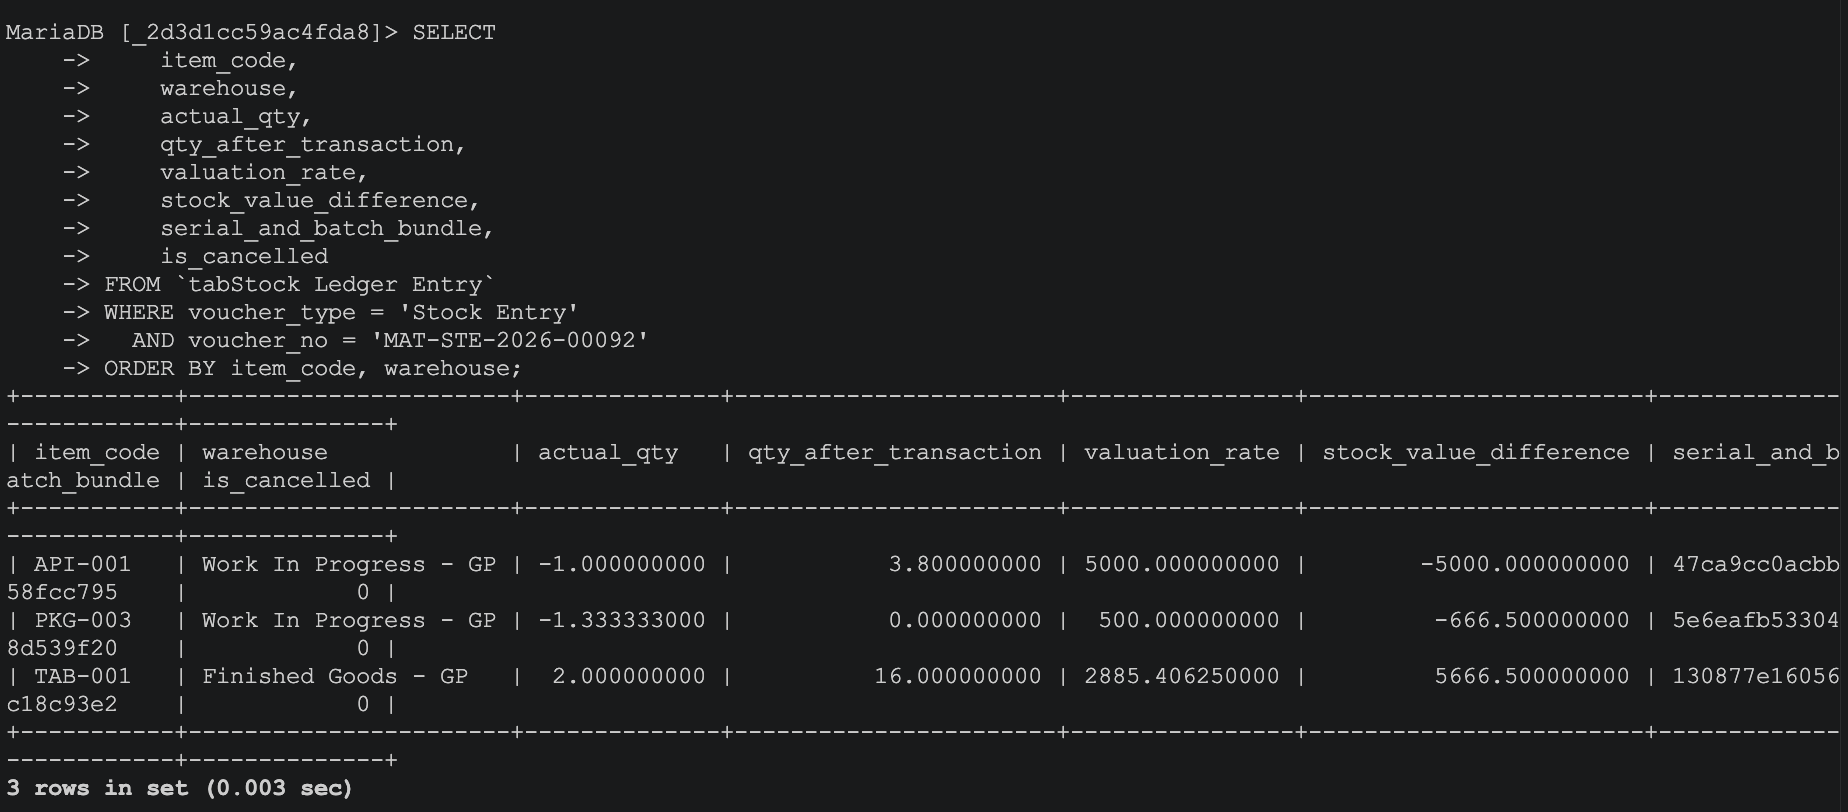 MariaDB [_2d3d1cc59ac4fda8]> SELECT
    ->     item_code,
    ->     warehouse,
    ->     actual_qty,
    ->     qty_after_transaction,
    ->     valuation_rate,
    ->     stock_value_difference,
    ->     serial_and_batch_bundle,
    ->     is_cancelled
    -> FROM `tabStock Ledger Entry`
    -> WHERE voucher_type = 'Stock Entry'
    ->   AND voucher_no = 'MAT-STE-2026-00092'
    -> ORDER BY item_code, warehouse;
+-----------+-----------------------+--------------+-----------------------+----------------+------------------------+-------------
------------+--------------+
| item_code | warehouse             | actual_qty   | qty_after_transaction | valuation_rate | stock_value_difference | serial_and_b
atch_bundle | is_cancelled |
+-----------+-----------------------+--------------+-----------------------+----------------+------------------------+-------------
------------+--------------+
| API-001   | Work In Progress - GP | -1.000000000 |           3.800000000 | 5000.000000000 |        -5000.000000000 | 47ca9cc0acbb
58fcc795    |            0 |
| PKG-003   | Work In Progress - GP | -1.333333000 |           0.000000000 |  500.000000000 |         -666.500000000 | 5e6eafb53304
8d539f20    |            0 |
| TAB-001   | Finished Goods - GP   |  2.000000000 |          16.000000000 | 2885.406250000 |         5666.500000000 | 130877e16056
c18c93e2    |            0 |
+-----------+-----------------------+--------------+-----------------------+----------------+------------------------+-------------
------------+--------------+
3 rows in set (0.003 sec)